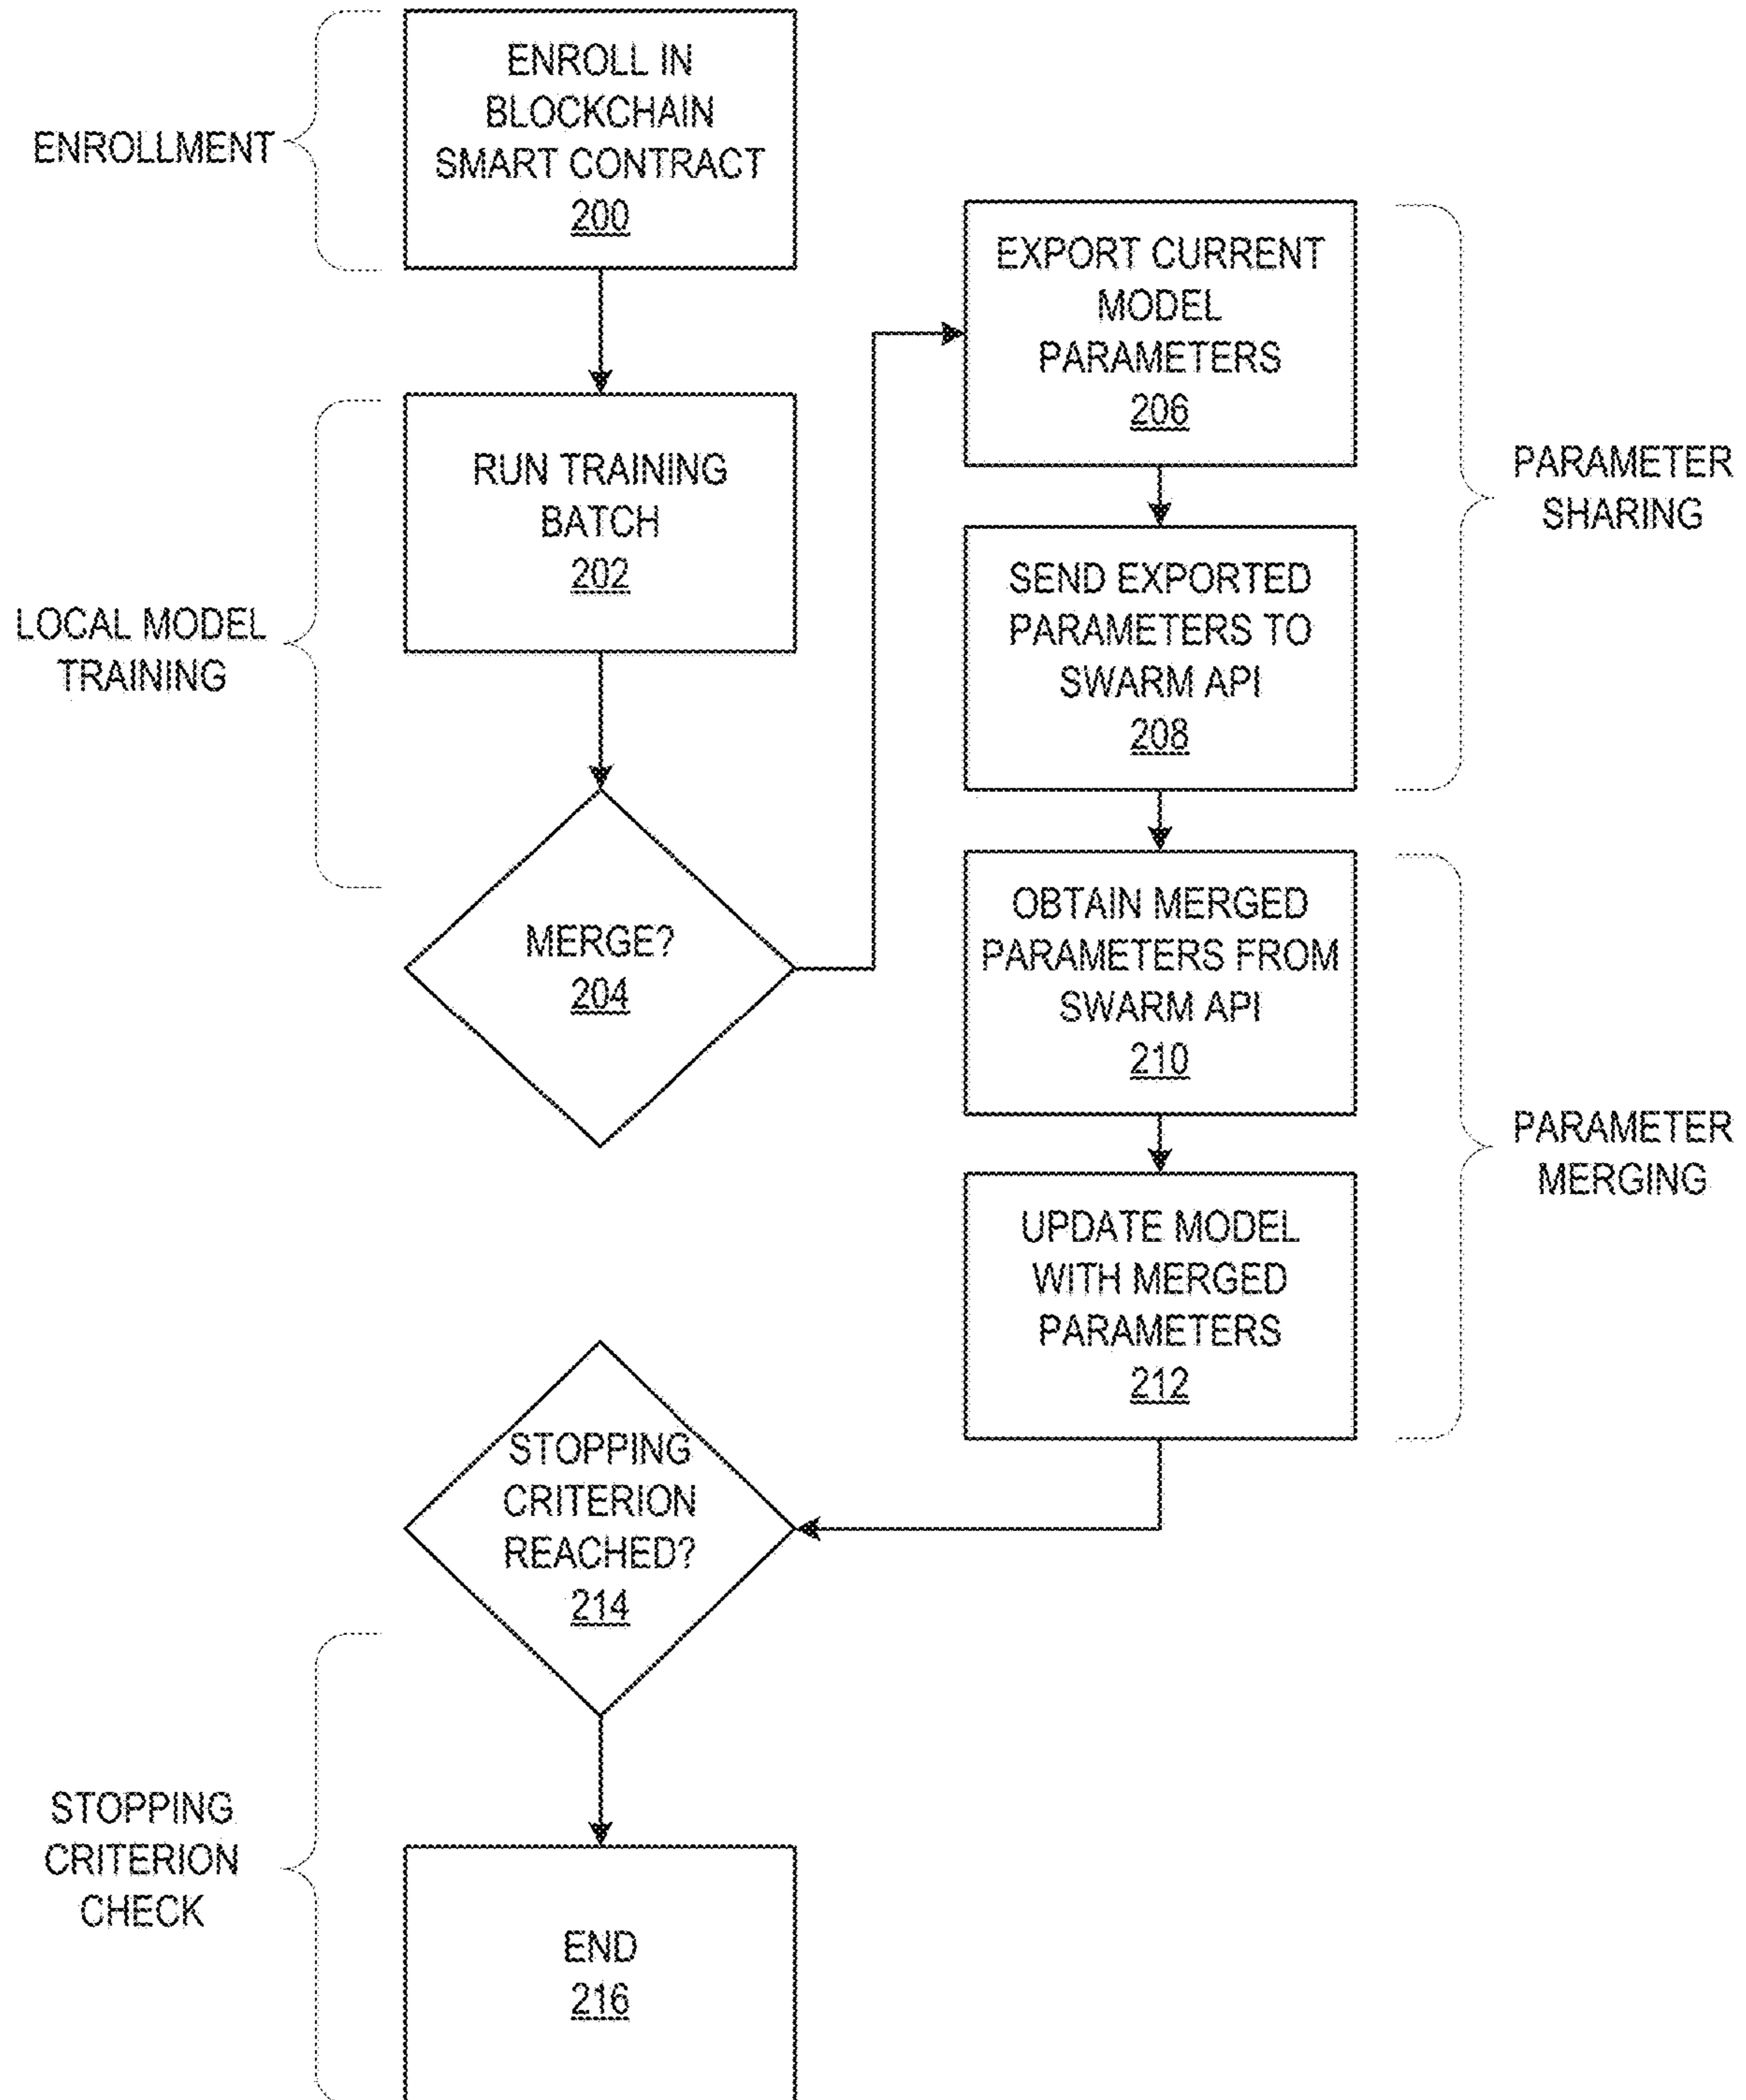 ENROLLMENT
ENROLL IN
BLOCKCHAIN
SMART CONTRACT
200
LOCAL MODEL
TRAINING
RUN TRAINING
BATCH
202
MERGE?
204
EXPORT CURRENT
MODEL
PARAMETERS
206
SEND EXPORTED
PARAMETERS TO
SWARM API
208
PARAMETER
SHARING
OBTAIN MERGED
PARAMETERS FROM
SWARM API
210
UPDATE MODEL
WITH MERGED
PARAMETERS
212
PARAMETER
MERGING
STOPPING
CRITERION
REACHED?
214
STOPPING
CRITERION
CHECK
END
216